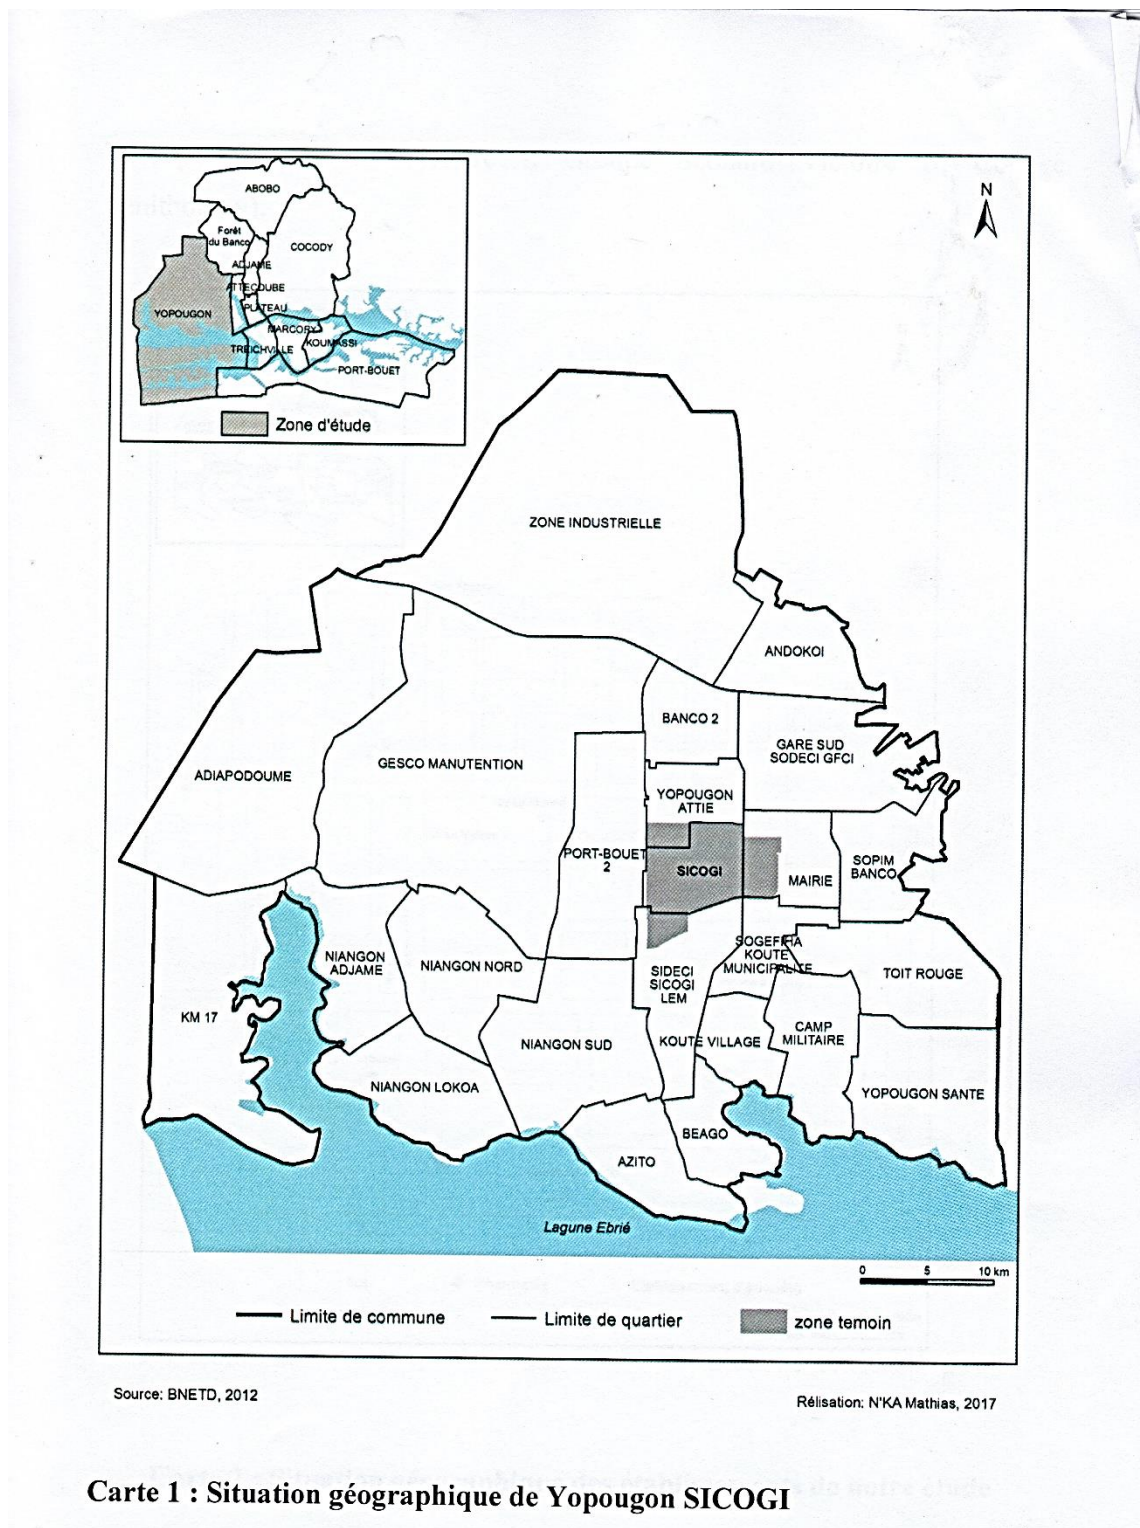 ABOBO
Forêt
du Banco
COCODY
ADJAME
ATTECOUBE
PLATEAU
YOPOUGON
MARCORY
TREICHVILLE
KOUMASSI
PORT-BOUET
Zone d'étude
N
ZONE INDUSTRIELLE
ANDOKOI
BANCO 2
GARE SUD
SODECI GFCI
GESCO MANUTENTION
ADIAPODOUME
YOPOUGON
ATTIE
PORT-BOUET
2
SICOGI
MAIRIE
SOPIM
BANCO
NIANGON
ADJAME
NIANGON NORD
SOGEFIHA
KOUTE
MUNICIPALITE
SIDECI
SICOGI
LEM
TOIT ROUGE
KM 17
NIANGON SUD
KOUTE VILLAGE
CAMP
MILITAIRE
NIANGON LOKOA
YOPOUGON SANTE
BEAGO
AZITO
Lagune Ebrié
0 5 10 km
Limite de commune
Limite de quartier
zone temoin
Source: BNETD, 2012
Rélisation: N'KA Mathias, 2017
Carte 1 : Situation géographique de Yopougon SICOGI